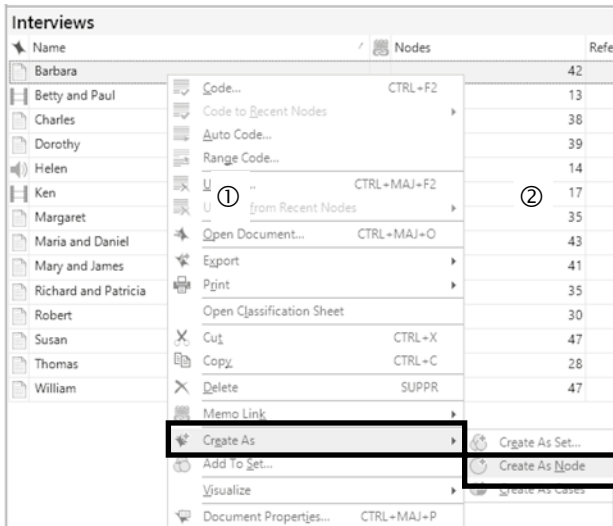 Interviews
Name Nodes Refe
Barbara 42
Betty and Paul 13
Charles 38
Dorothy 39
Helen 14
Ken 17
Margaret 35
Maria and Daniel 43
Mary and James 41
Richard and Patricia 35
Robert 30
Susan 47
Thomas 28
William 47
Code... CTRL+F2
Code to Recent Nodes
Auto Code...
Range Code...
U .. CTRL+MAJ+F2
U from Recent Nodes
Open Document... CTRL+MAJ+O
Export
Print
Open Classification Sheet
Cut CTRL+X
Copy CTRL+C
Delete SUPPR
Memo Link
Create As
Add To Set...
Visualize
Document Properties... CTRL+MAJ+P
①
②
Create As Set...
Create As Node
Create As Cases